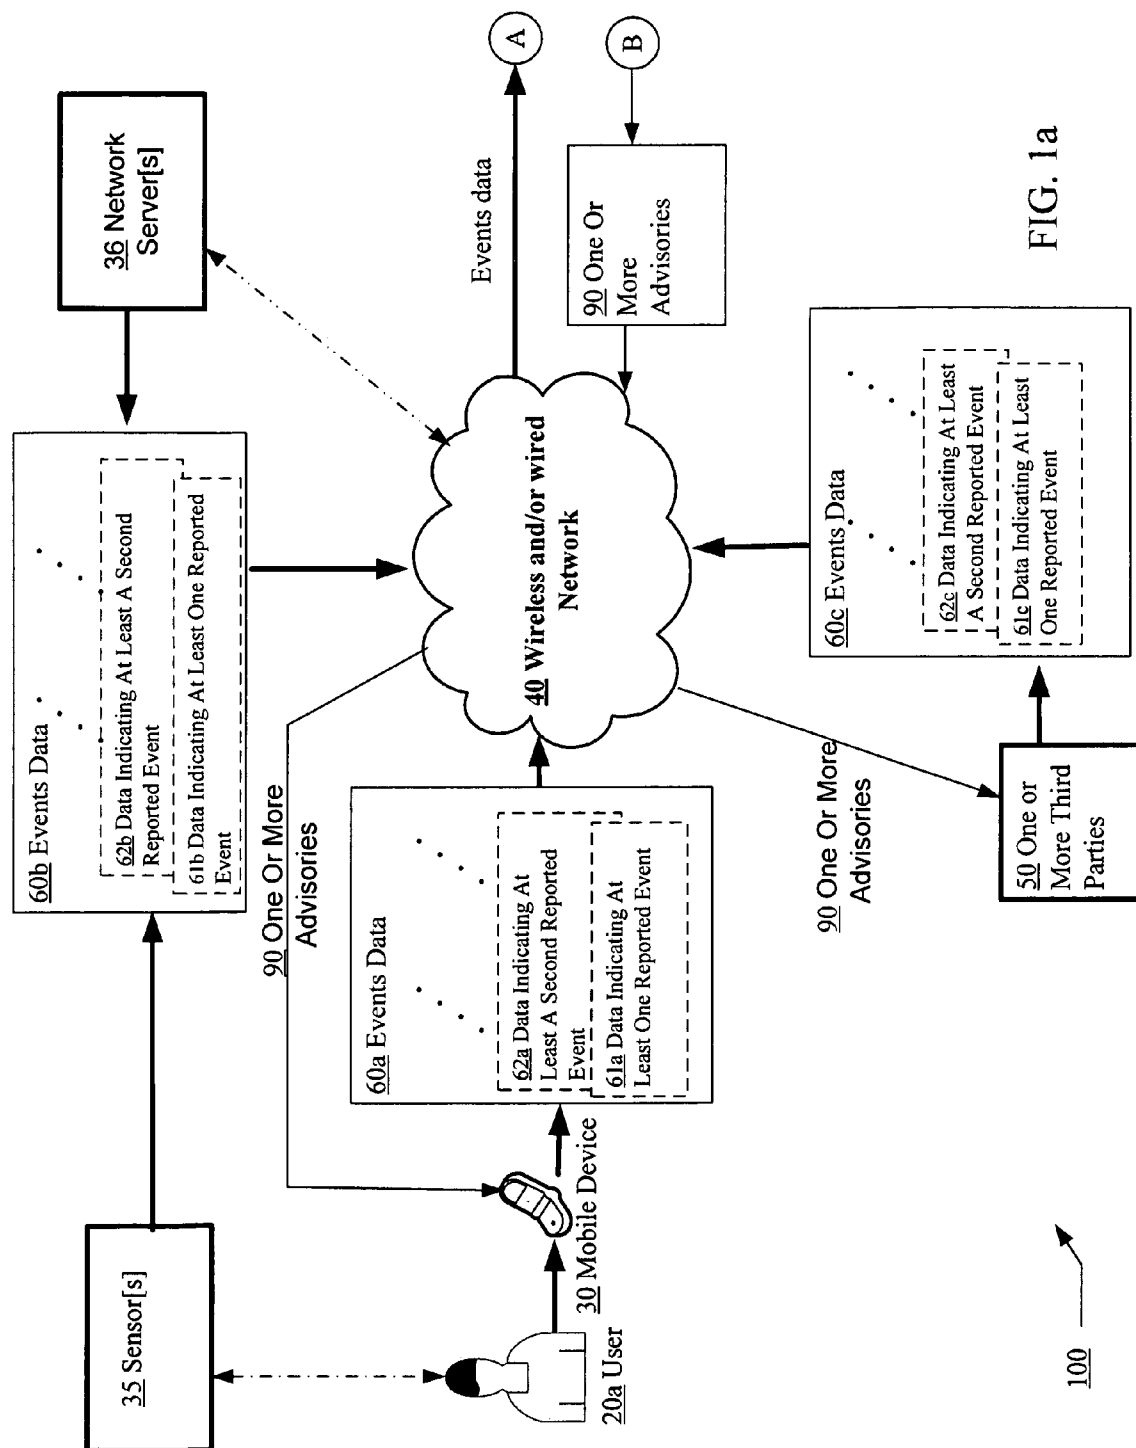 35 Sensor[s]
60b Events Data
62b Data Indicating At Least A Second
Reported Event
61b Data Indicating At Least One Reported
Event
36 Network
Server[s]
90 One Or More
Advisories
20a User
30 Mobile Device
60a Events Data
62a Data Indicating At
Least A Second Reported
Event
61a Data Indicating At
Least One Reported Event
40 Wireless and/or wired
Network
Events data
A
B
90 One Or
More
Advisories
90 One Or More
Advisories
50 One or
More Third
Parties
60c Events Data
62c Data Indicating At Least
A Second Reported Event
61c Data Indicating At Least
One Reported Event
100
FIG. 1a